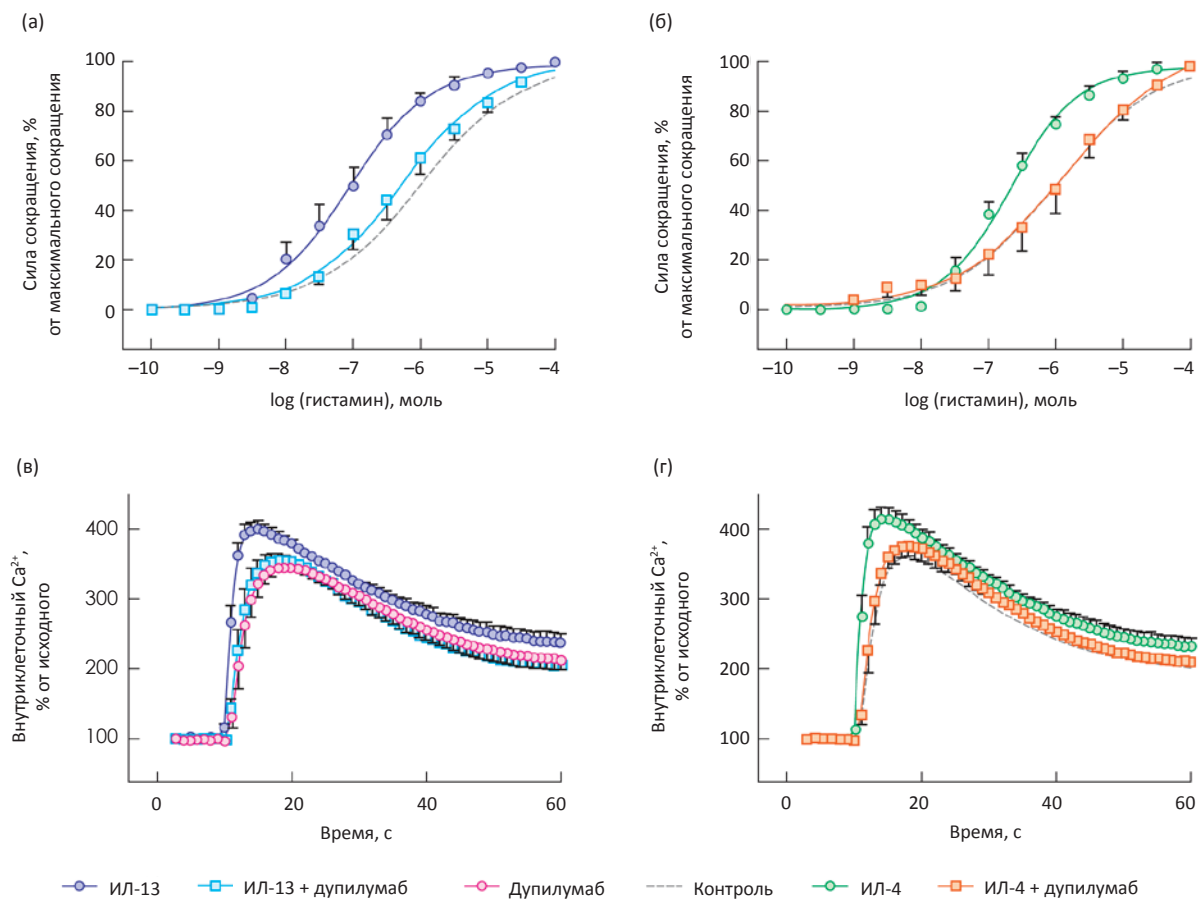 (а)
Сила сокращения, %
от максимального сокращения
100
80
60
40
20
0
–10
–9
–8
–7
–6
–5
–4
log (гистамин), моль
(б)
Сила сокращения, %
от максимального сокращения
100
80
60
40
20
0
–10
–9
–8
–7
–6
–5
–4
log (гистамин), моль
(в)
Внутриклеточный Ca²⁺,
% от исходного
400
300
200
100
0
20
40
60
Время, с
(г)
Внутриклеточный Ca²⁺,
% от исходного
400
300
200
100
0
20
40
60
Время, с
ИЛ-13
ИЛ-13 + дупилумаб
Дупилумаб
Контроль
ИЛ-4
ИЛ-4 + дупилумаб